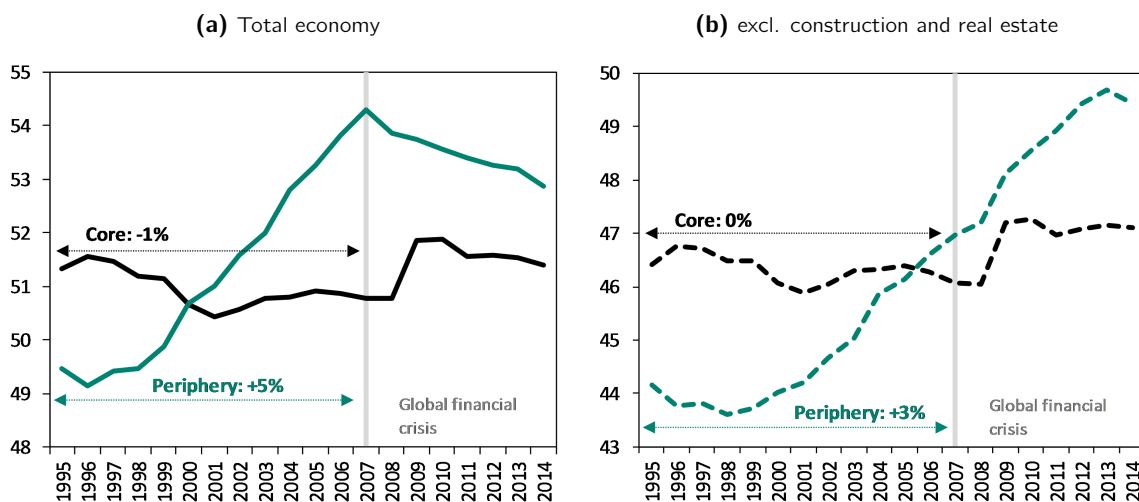 (a) Total economy
55
54
53
52
51
50
49
48
Core: -1%
Periphery: +5%
Global financial
crisis
1995 1996 1997 1998 1999 2000 2001 2002 2003 2004 2005 2006 2007 2008 2009 2010 2011 2012 2013 2014
(b) excl. construction and real estate
50
49
48
47
46
45
44
43
Core: 0%
Periphery: +3%
Global financial
crisis
1995 1996 1997 1998 1999 2000 2001 2002 2003 2004 2005 2006 2007 2008 2009 2010 2011 2012 2013 2014